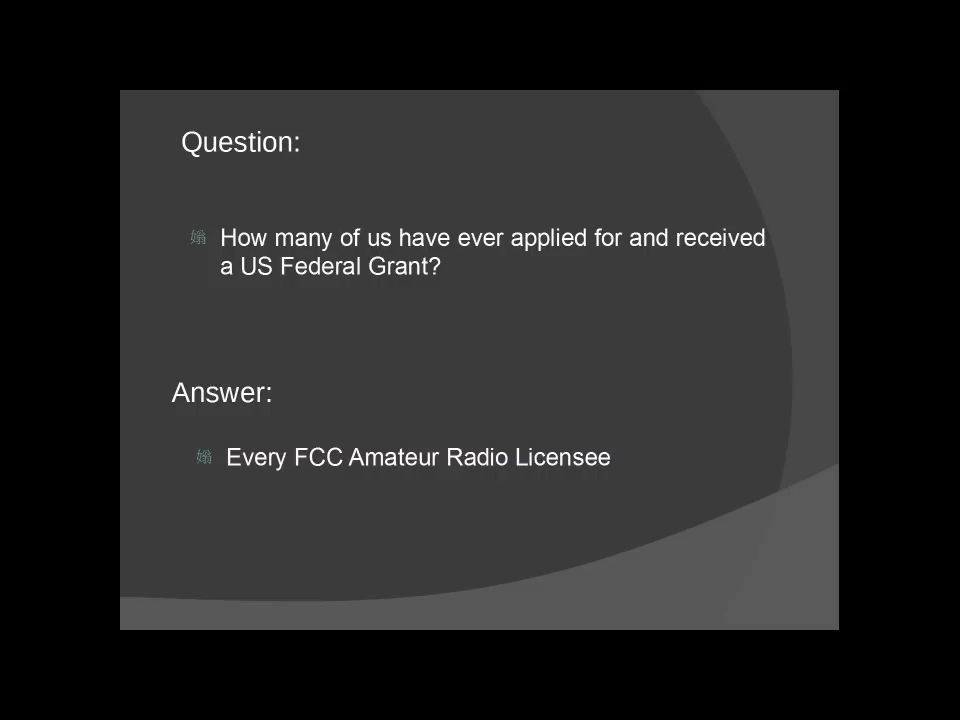 Question:
How many of us have ever applied for and received
a US Federal Grant?
Answer:
Every FCC Amateur Radio Licensee